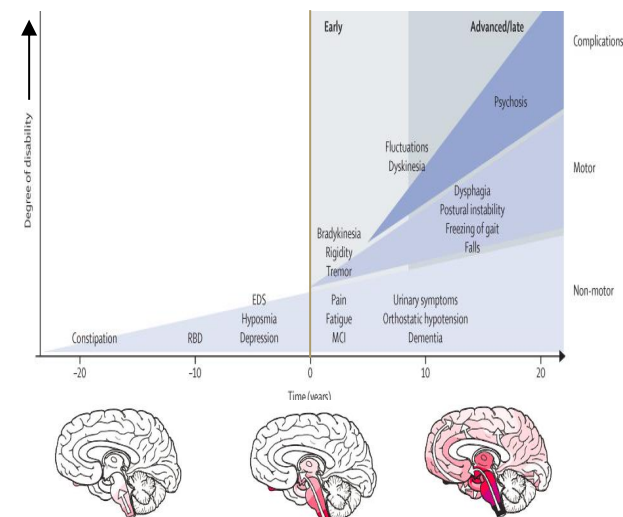 Early
Advanced/late
Complications
Psychosis
Degree of disability
Fluctuations
Dyskinesia
Motor
Dysphagia
Postural instability
Freezing of gait
Falls
Bradykinesia
Rigidity
Tremor
Non-motor
EDS
Hyposmia
Depression
Pain
Fatigue
MCI
Urinary symptoms
Orthostatic hypotension
Dementia
Constipation
RBD
−20
−10
0
10
20
Time (years)